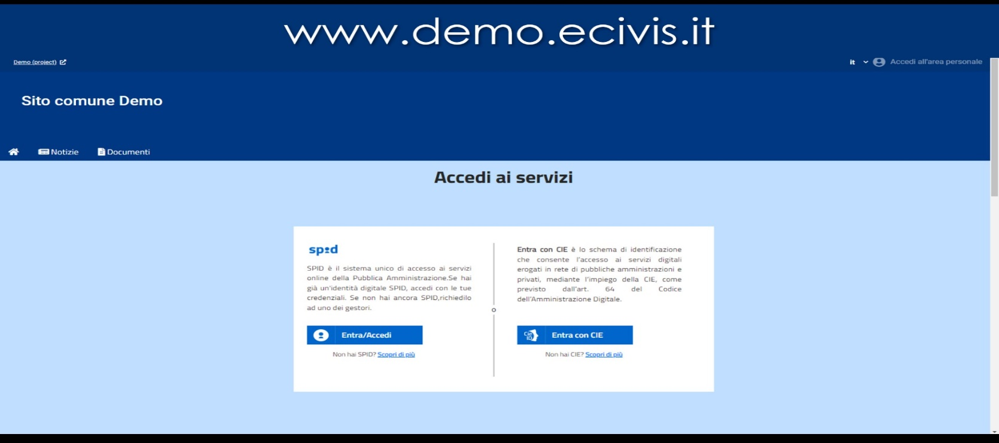 www.demo.ecivis.it
Demo (project)
it
Accedi all'area personale
Sito comune Demo
Notizie
Documenti
Accedi ai servizi
spid
SPID è il sistema unico di accesso ai servizi
online della Pubblica Amministrazione.Se hai
già un'identità digitale SPID, accedi con le tue
credenziali. Se non hai ancora SPID,richiedilo
ad uno dei gestori.
Entra/Accedi
Non hai SPID? Scopri di più
o
Entra con CIE è lo schema di identificazione
che consente l'accesso ai servizi digitali
erogati in rete di pubbliche amministrazioni e
privati, mediante l'impiego della CIE, come
previsto dall'art. 64 del Codice
dell'Amministrazione Digitale.
Cie
ID
Entra con CIE
Non hai CIE? Scopri di più